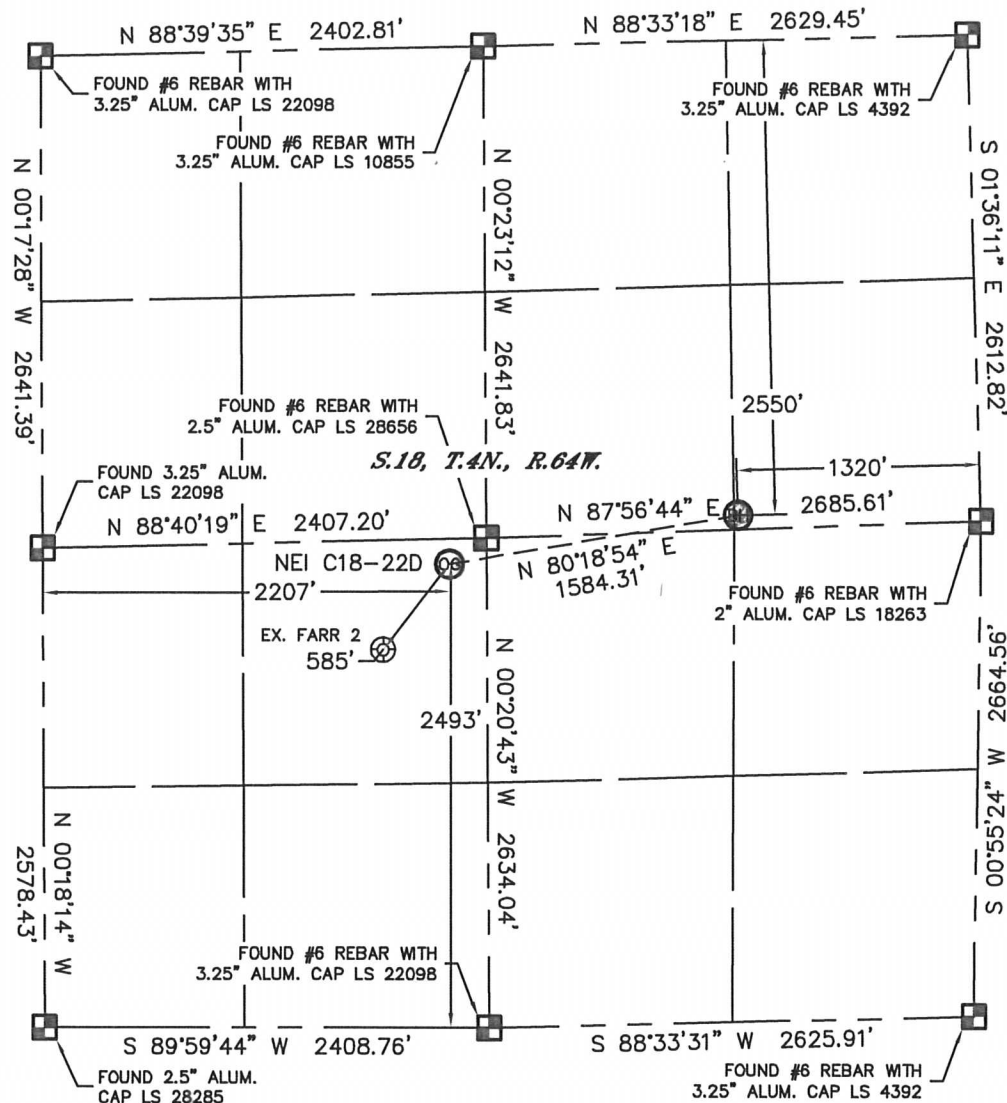 N 88°39'35" E 2402.81'
N 88°33'18" E 2629.45'
FOUND #6 REBAR WITH
3.25" ALUM. CAP LS 22098
FOUND #6 REBAR WITH
3.25" ALUM. CAP LS 10855
FOUND #6 REBAR WITH
3.25" ALUM. CAP LS 4392
N 00°17'28" W 2641.39'
N 00°23'12" W 2641.83'
S 01°36'11" E 2612.82'
2550'
FOUND #6 REBAR WITH
2.5" ALUM. CAP LS 28656
S.18, T.4N., R.64W.
1320'
FOUND 3.25" ALUM.
CAP LS 22098
N 88°40'19" E 2407.20'
N 87°56'44" E 2685.61'
NEI C18-22D
N 80°18'54" E
1584.31'
2207'
FOUND #6 REBAR WITH
2" ALUM. CAP LS 18263
EX. FARR 2
585'
2493'
N 00°20'43" W 2634.04'
S 00°55'24" W 2664.56'
N 00°18'14" W
2578.43'
FOUND #6 REBAR WITH
3.25" ALUM. CAP LS 22098
S 89°59'44" W 2408.76'
S 88°33'31" W 2625.91'
FOUND 2.5" ALUM.
CAP LS 28285
FOUND #6 REBAR WITH
3.25" ALUM. CAP LS 4392